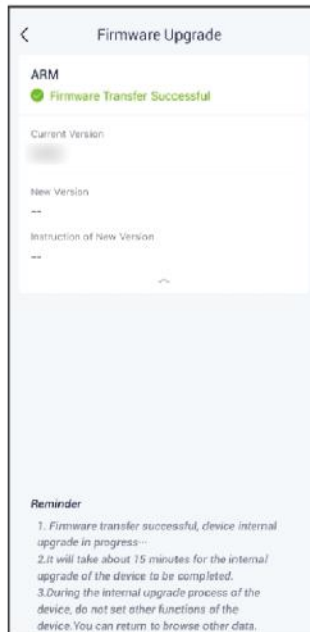 Firmware Upgrade
ARM
Firmware Transfer Successful
Current Version
New Version
--
Instruction of New Version
--
Reminder
1. Firmware transfer successful, device internal
upgrade in progress···
2.It will take about 15 minutes for the internal
upgrade of the device to be completed.
3.During the internal upgrade process of the
device, do not set other functions of the
device.You can return to browse other data.